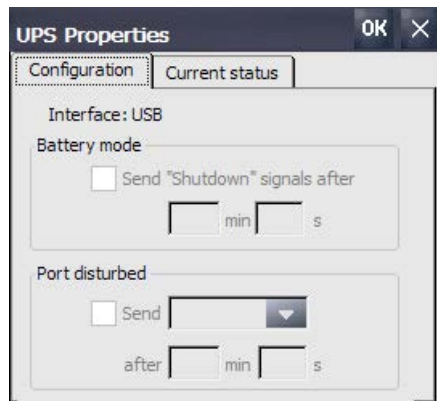 UPS Properties OK ×
Configuration Current status
Interface: USB
Battery mode
Send "Shutdown" signals after
min s
Port disturbed
Send
after min s